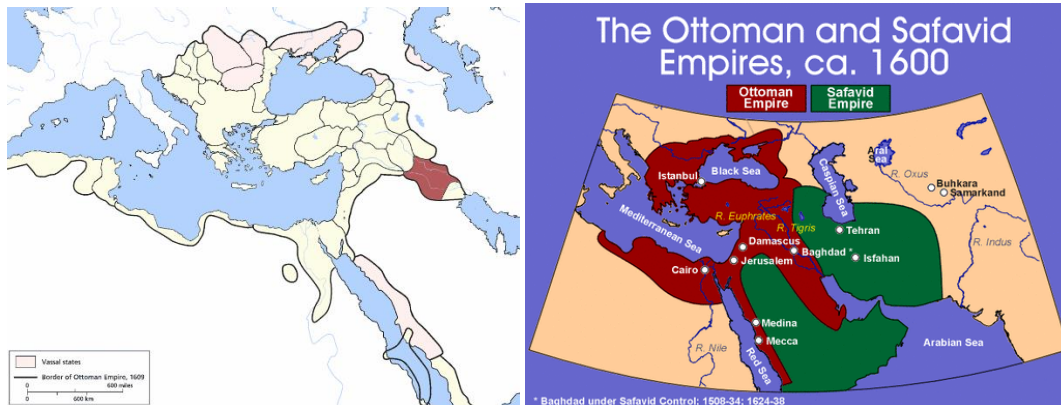 Vassal states
Border of Ottoman Empire, 1609
0 600 miles
0 600 km
The Ottoman and Safavid
Empires, ca. 1600
Ottoman
Empire
Safavid
Empire
Aral
Sea
R. Oxus
Buhkara
Samarkand
Istanbul
Black Sea
Caspian Sea
R. Euphrates
R. Tigris
Mediterranean Sea
Tehran
R. Indus
Damascus
Baghdad *
Isfahan
Jerusalem
Cairo
Medina
Mecca
R. Nile
Red Sea
Arabian Sea
* Baghdad under Safavid Control: 1508-34; 1624-38